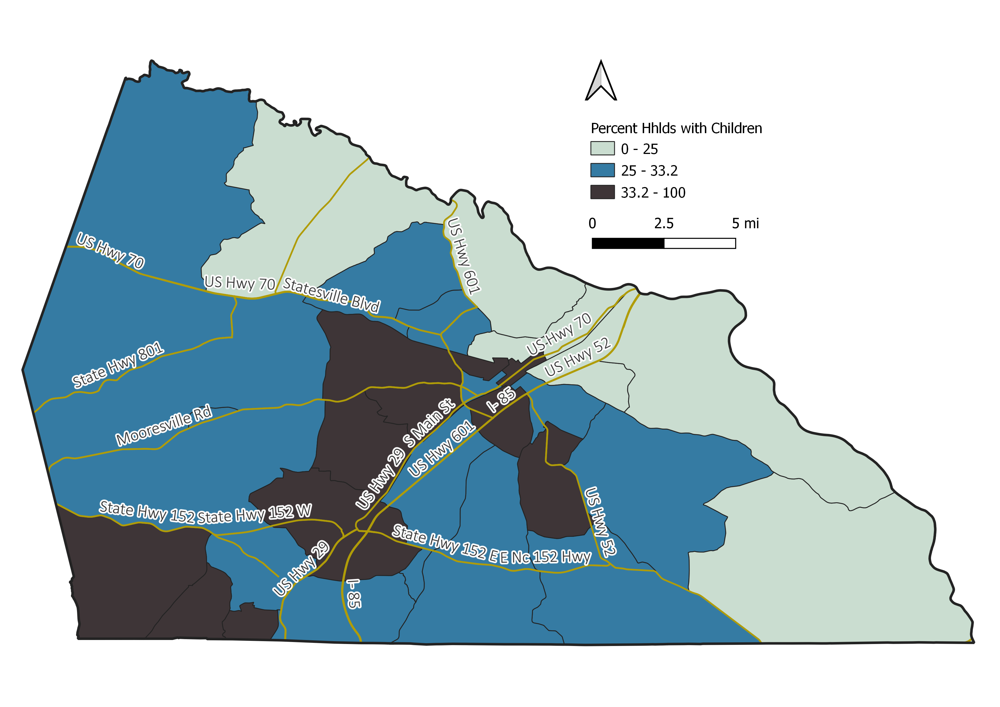 Percent Hhlds with Children
0 - 25
25 - 33.2
33.2 - 100
0 2.5 5 mi
US Hwy 70
US Hwy 601
US Hwy 70
Statesville Blvd
US Hwy 70
State Hwy 801
US Hwy 52
I- 85
Mooresville Rd
S Main St
US Hwy 601
US Hwy 29
State Hwy 152
State Hwy 152 W
US Hwy 52
State Hwy 152 E
E Nc 152 Hwy
US Hwy 29
I- 85